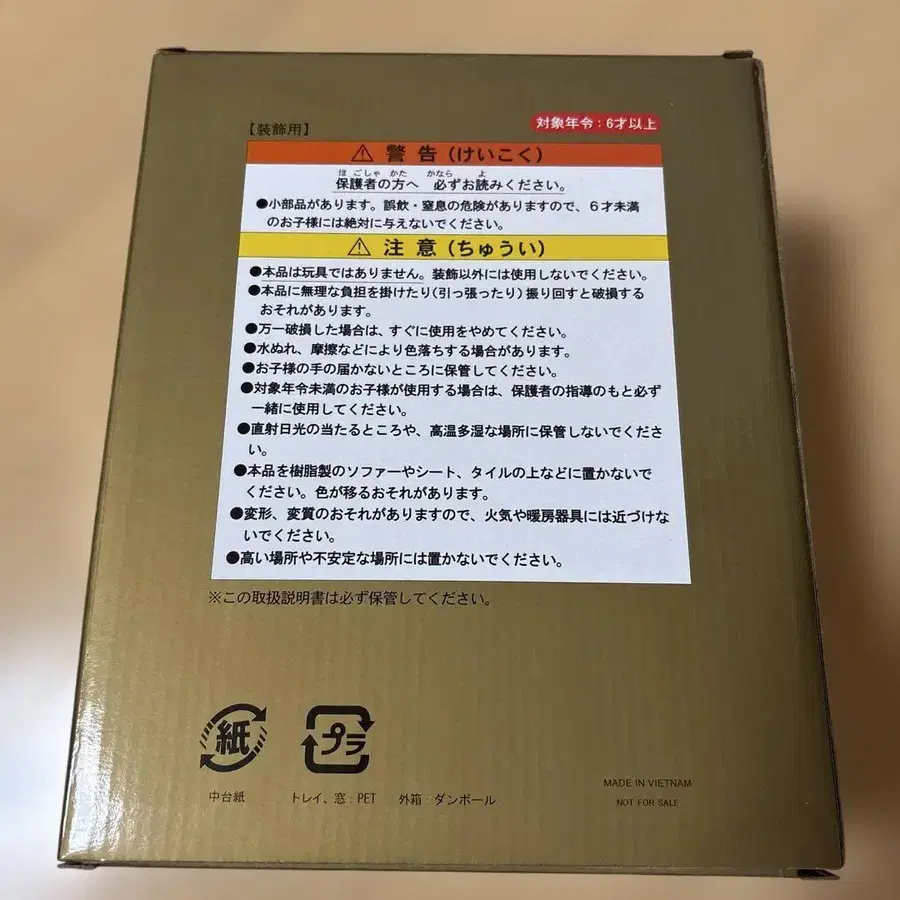 【装飾用】
対象年令：6才以上
⚠ 警告（けいこく）
ほごしゃ かた かなら よ
保護者の方へ 必ずお読みください。
●小部品があります。誤飲・窒息の危険がありますので、６才未満
のお子様には絶対に与えないでください。
⚠ 注意（ちゅうい）
●本品は玩具ではありません。装飾以外には使用しないでください。
●本品に無理な負担を掛けたり（引っ張ったり）振り回すと破損する
おそれがあります。
●万一破損した場合は、すぐに使用をやめてください。
●水ぬれ、摩擦などにより色落ちする場合があります。
●お子様の手の届かないところに保管してください。
●対象年令未満のお子様が使用する場合は、保護者の指導のもと必ず
一緒に使用してください。
●直射日光の当たるところや、高温多湿な場所に保管しないでくださ
い。
●本品を樹脂製のソファーやシート、タイルの上などに置かないで
ください。色が移るおそれがあります。
●変形、変質のおそれがありますので、火気や暖房器具には近づけな
いでください。
●高い場所や不安定な場所には置かないでください。
※この取扱説明書は必ず保管してください。
紙 プラ
中台紙 トレイ、窓：PET 外箱：ダンボール
MADE IN VIETNAM
NOT FOR SALE